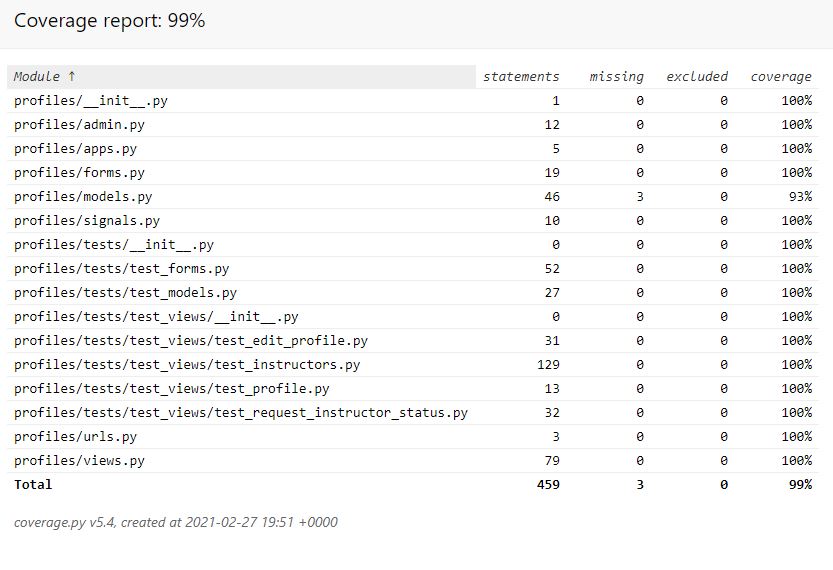 Coverage report: 99%
Module ↑ statements missing excluded coverage
profiles/__init__.py 1 0 0 100%
profiles/admin.py 12 0 0 100%
profiles/apps.py 5 0 0 100%
profiles/forms.py 19 0 0 100%
profiles/models.py 46 3 0 93%
profiles/signals.py 10 0 0 100%
profiles/tests/__init__.py 0 0 0 100%
profiles/tests/test_forms.py 52 0 0 100%
profiles/tests/test_models.py 27 0 0 100%
profiles/tests/test_views/__init__.py 0 0 0 100%
profiles/tests/test_views/test_edit_profile.py 31 0 0 100%
profiles/tests/test_views/test_instructors.py 129 0 0 100%
profiles/tests/test_views/test_profile.py 13 0 0 100%
profiles/tests/test_views/test_request_instructor_status.py 32 0 0 100%
profiles/urls.py 3 0 0 100%
profiles/views.py 79 0 0 100%
Total 459 3 0 99%
coverage.py v5.4, created at 2021-02-27 19:51 +0000